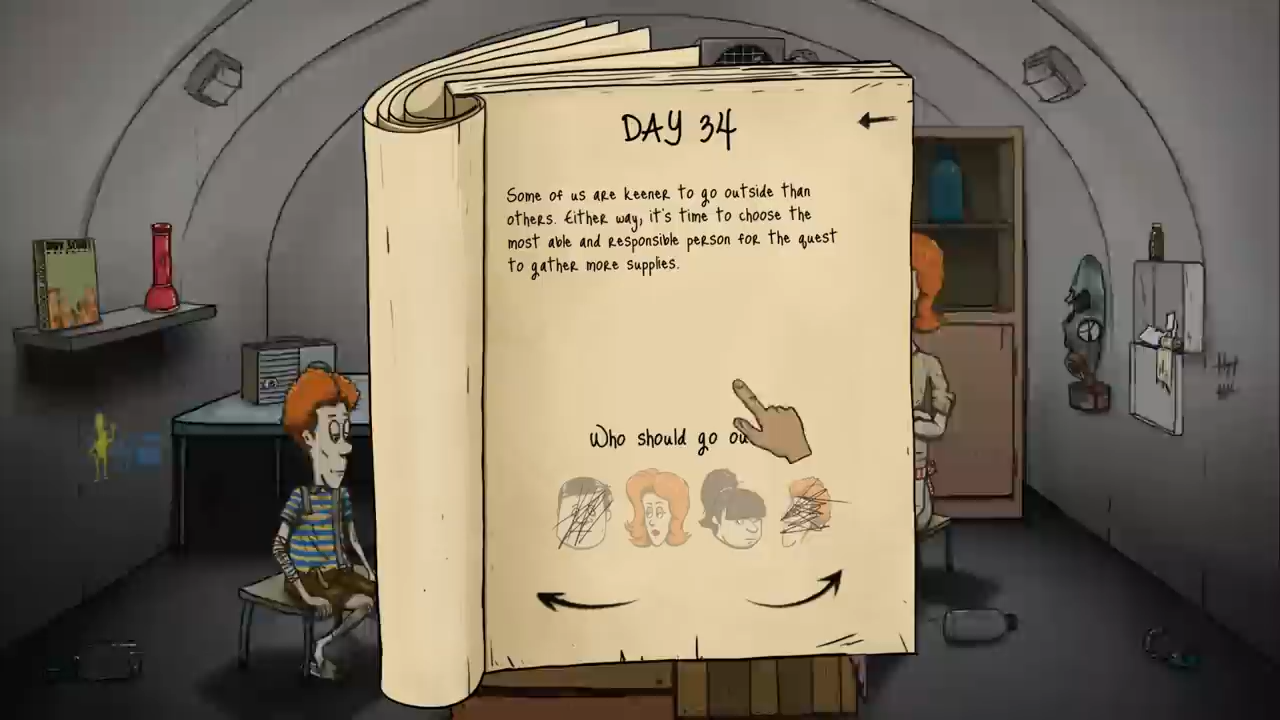 DAY 34
Some of us are keener to go outside than
others. Either way, it's time to choose the
most able and responsible person for the quest
to gather more supplies.
Who should go